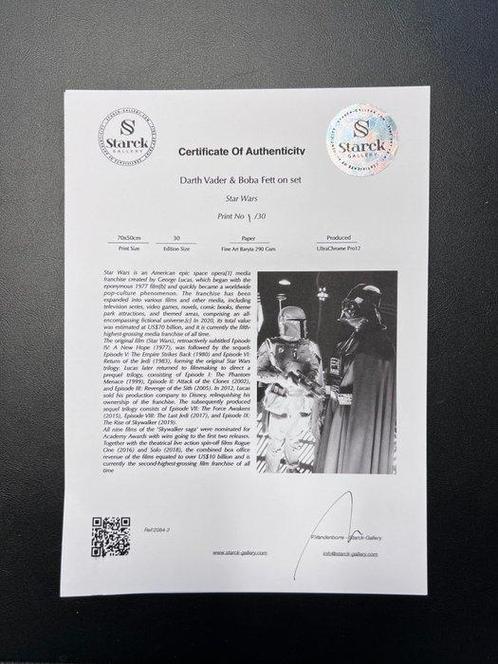 Starck
GALLERY
Starck
GALLERY
Certificate Of Authenticity
Darth Vader & Boba Fett on set
Star Wars
Print No 1 /30
70x50cm 30 Paper Produced
Print Size Edition Size Fine Art Baryta 290 Gsm UltraChrome Pro12
Star Wars is an American epic space opera[1] media
franchise created by George Lucas, which began with the
eponymous 1977 film[b] and quickly became a worldwide
pop-culture phenomenon. The franchise has been
expanded into various films and other media, including
television series, video games, novels, comic books, theme
park attractions, and themed areas, comprising an all-
encompassing fictional universe.[c] In 2020, its total value
was estimated at US$70 billion, and it is currently the fifth-
highest-grossing media franchise of all time.
The original film (Star Wars), retroactively subtitled Episode
IV: A New Hope (1977), was followed by the sequels
Episode V: The Empire Strikes Back (1980) and Episode VI:
Return of the Jedi (1983), forming the original Star Wars
trilogy. Lucas later returned to filmmaking to direct a
prequel trilogy, consisting of Episode I: The Phantom
Menace (1999), Episode II: Attack of the Clones (2002),
and Episode III: Revenge of the Sith (2005). In 2012, Lucas
sold his production company to Disney, relinquishing his
ownership of the franchise. The subsequently produced
sequel trilogy consists of Episode VII: The Force Awakens
(2015), Episode VIII: The Last Jedi (2017), and Episode IX:
The Rise of Skywalker (2019).
All nine films of the 'Skywalker saga' were nominated for
Academy Awards with wins going to the first two releases.
Together with the theatrical live action spin-off films Rogue
One (2016) and Solo (2018), the combined box office
revenue of the films equated to over US$10 billion and is
currently the second-highest-grossing film franchise of all
time
Ref:2084-2
www.starck-gallery.com
Vandenborre - Starck-Gallery
info@starck-gallery.com